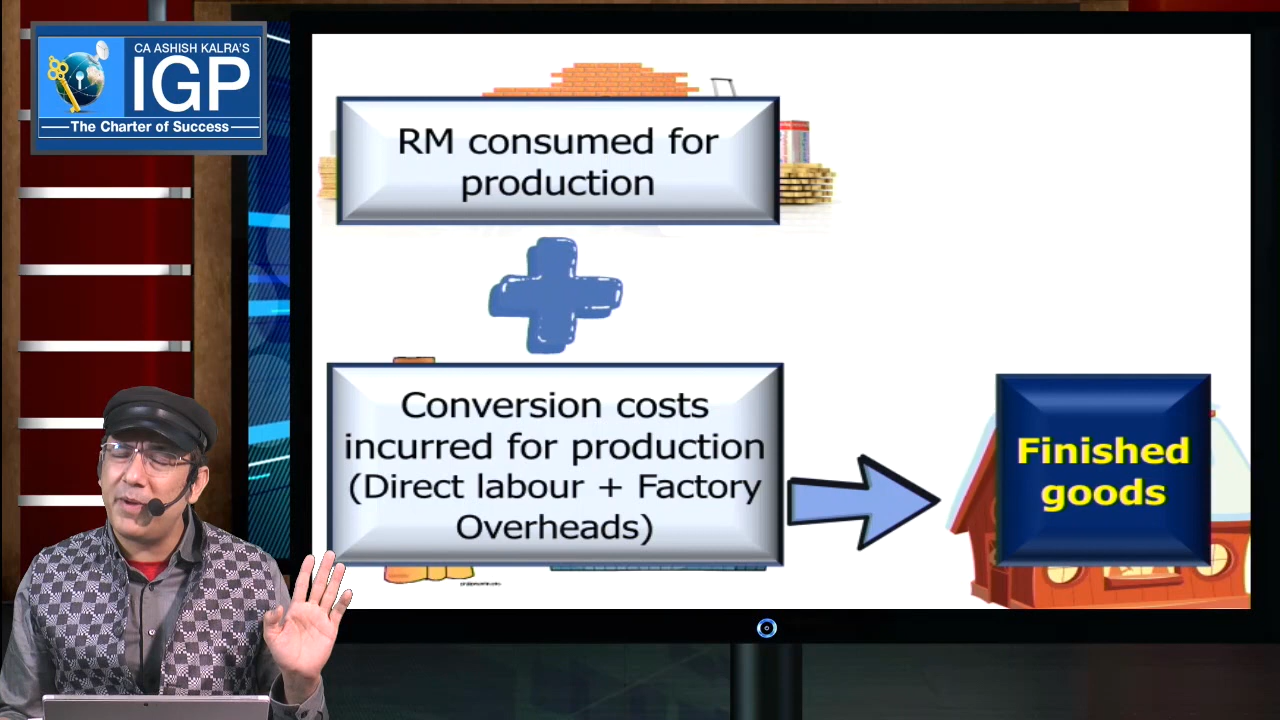 CA ASHISH KALRA'S
IGP
The Charter of Success
RM consumed for
production
Conversion costs
incurred for production
(Direct labour + Factory
Overheads)
Finished
goods